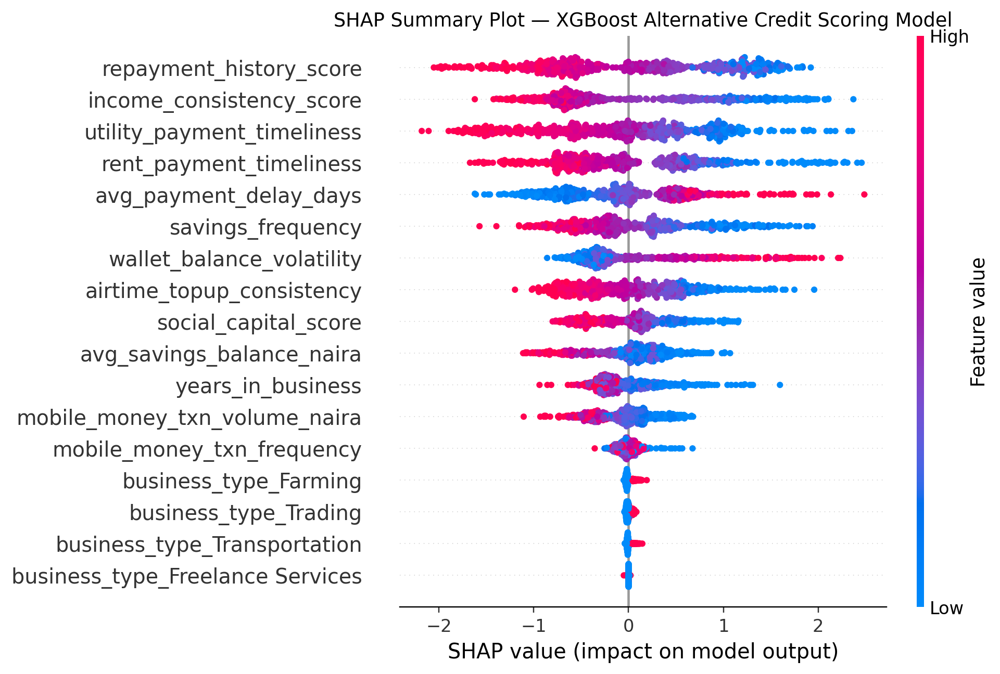 SHAP Summary Plot — XGBoost Alternative Credit Scoring Model
High
repayment_history_score
income_consistency_score
utility_payment_timeliness
rent_payment_timeliness
avg_payment_delay_days
savings_frequency
wallet_balance_volatility
airtime_topup_consistency
social_capital_score
avg_savings_balance_naira
years_in_business
mobile_money_txn_volume_naira
mobile_money_txn_frequency
business_type_Farming
business_type_Trading
business_type_Transportation
business_type_Freelance Services
Feature value
Low
−2 −1 0 1 2
SHAP value (impact on model output)